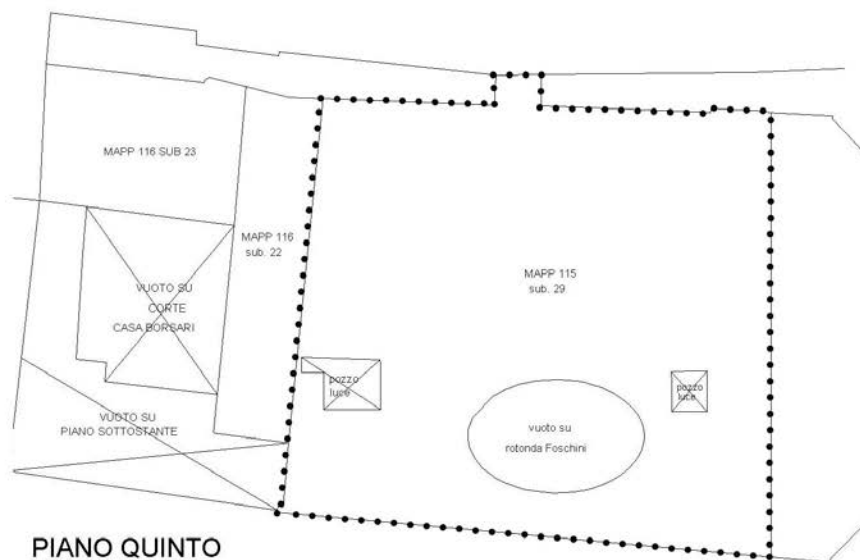 MAPP 116 SUB 23
MAPP 116
sub. 22
VUOTO SU
CORTE
CASA BORSARI
VUOTO SU
PIANO SOTTOSTANTE
MAPP 115
sub. 29
pozzo
luce
pozzo
luce
vuoto su
rotonda Foschini
PIANO QUINTO